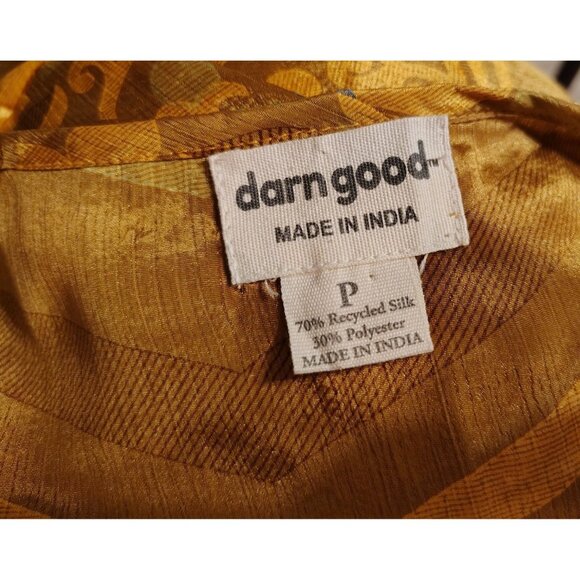 darn good™
MADE IN INDIA
P
70% Recycled Silk
30% Polyester
MADE IN INDIA